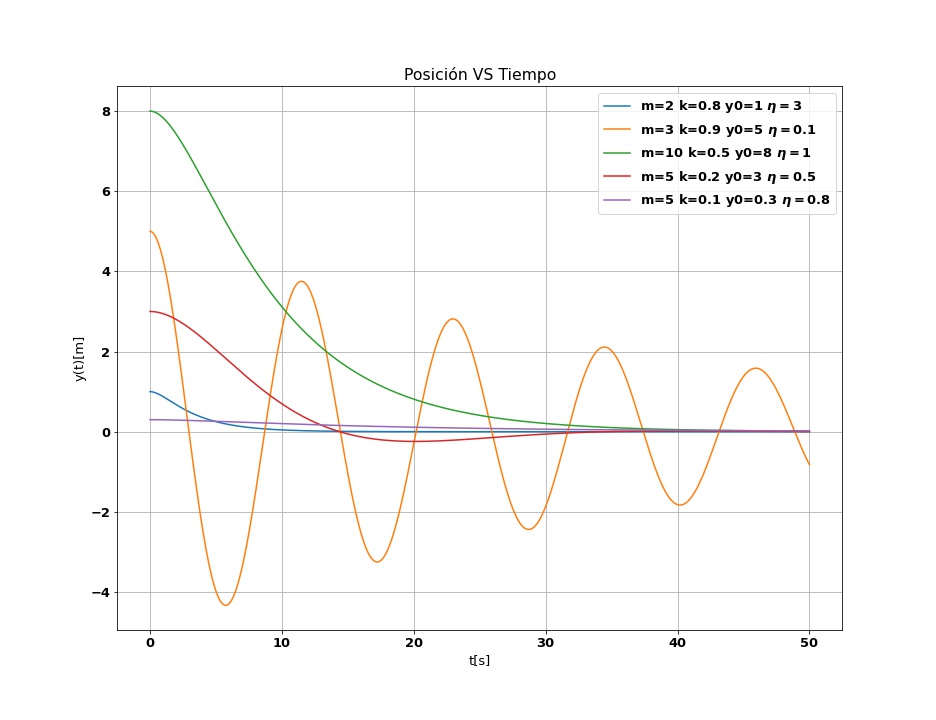 Posición VS Tiempo
m=2 k=0.8 y0=1 η = 3
m=3 k=0.9 y0=5 η = 0.1
m=10 k=0.5 y0=8 η = 1
m=5 k=0.2 y0=3 η = 0.5
m=5 k=0.1 y0=0.3 η = 0.8
8
6
4
2
0
−2
−4
y(t)[m]
0 10 20 30 40 50
t[s]